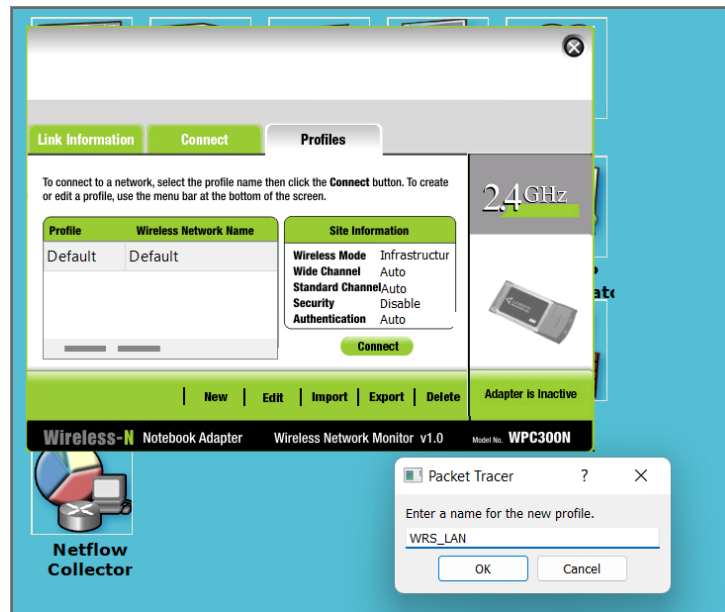 Link Information
Connect
Profiles
To connect to a network, select the profile name then click the Connect button. To create
or edit a profile, use the menu bar at the bottom of the screen.
2.4GHz
Profile Wireless Network Name
Default Default
Site Information
Wireless Mode Infrastructur
Wide Channel Auto
Standard Channel Auto
Security Disable
Authentication Auto
Connect
New Edit Import Export Delete
Adapter is Inactive
Wireless-N Notebook Adapter Wireless Network Monitor v1.0 Model No. WPC300N
Netflow
Collector
Packet Tracer ?
Enter a name for the new profile.
WRS_LAN
OK Cancel